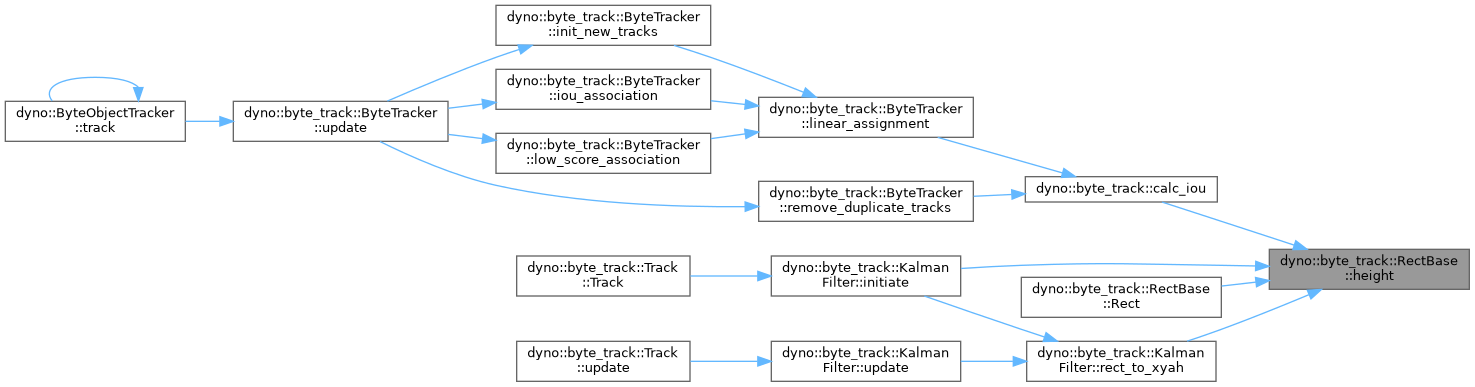 dyno::byte_track::ByteTracker
::init_new_tracks
dyno::byte_track::ByteTracker
::iou_association
dyno::ByteObjectTracker
::track
dyno::byte_track::ByteTracker
::update
dyno::byte_track::ByteTracker
::linear_assignment
dyno::byte_track::ByteTracker
::low_score_association
dyno::byte_track::calc_iou
dyno::byte_track::ByteTracker
::remove_duplicate_tracks
dyno::byte_track::RectBase
::height
dyno::byte_track::Track
::Track
dyno::byte_track::Kalman
Filter::initiate
dyno::byte_track::RectBase
::Rect
dyno::byte_track::Track
::update
dyno::byte_track::Kalman
Filter::update
dyno::byte_track::Kalman
Filter::rect_to_xyah